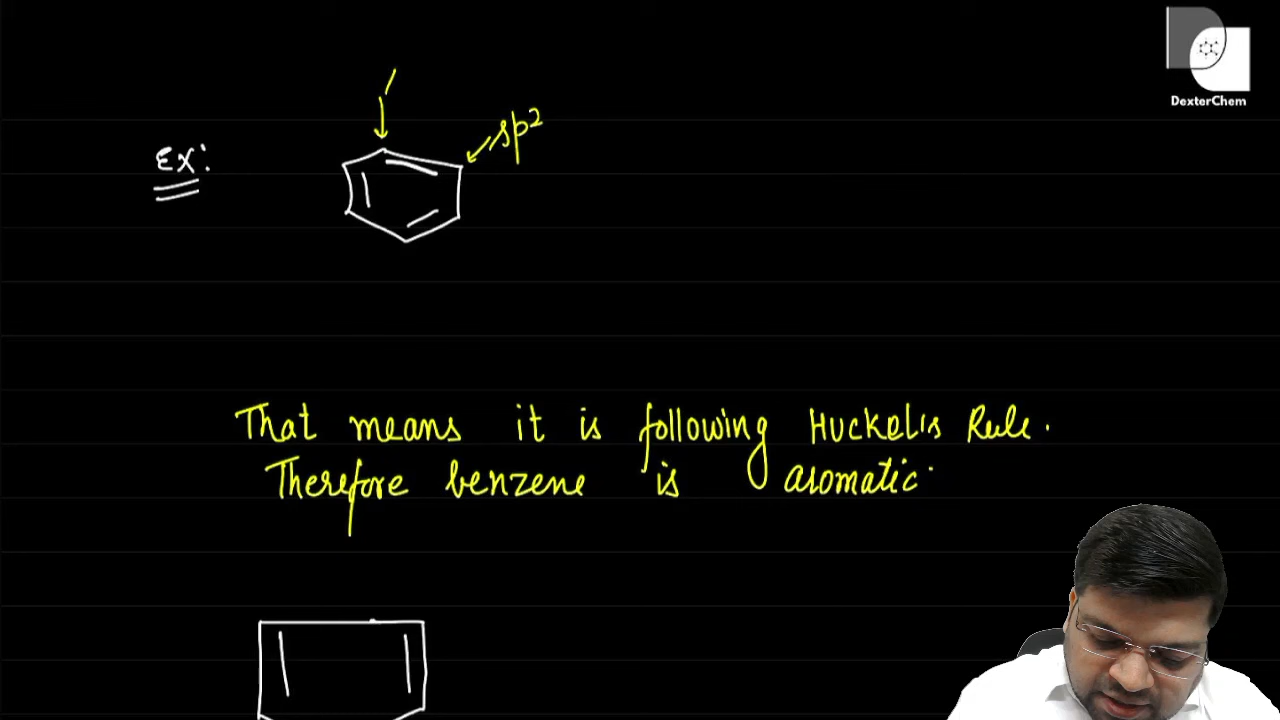 DexterChem
sp²
Ex:
That means it is following Huckel's Rule.
Therefore benzene is aromatic.